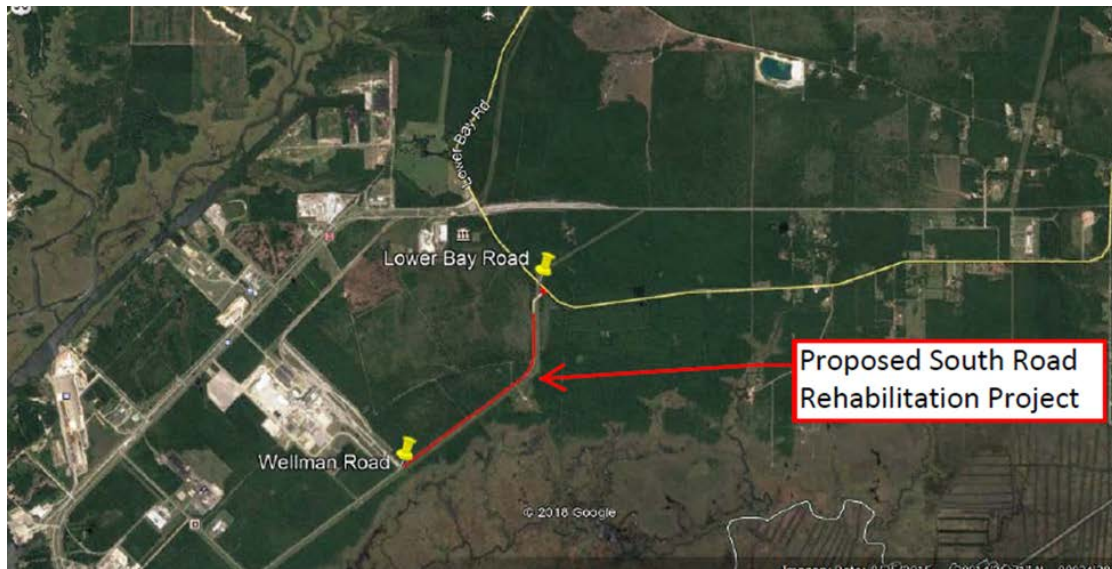 Lower Bay Rd
Lower Bay Road
Proposed South Road
Rehabilitation Project
Wellman Road
© 2018 Google